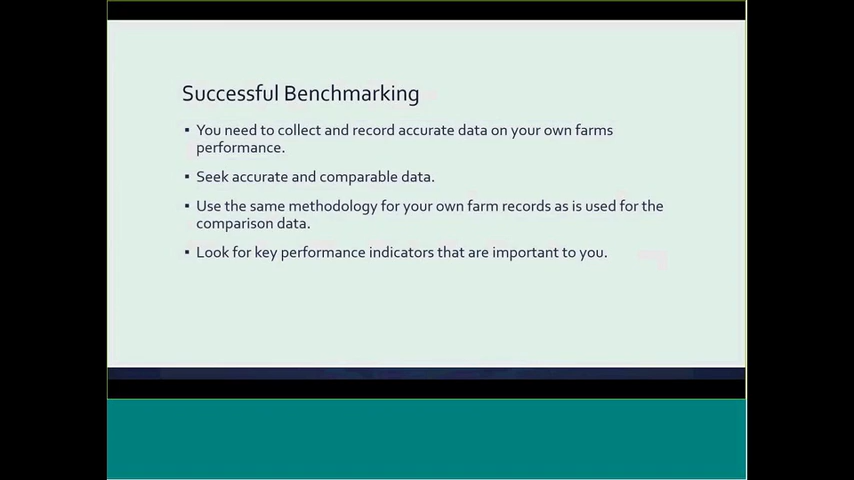 Successful Benchmarking
▪ You need to collect and record accurate data on your own farms
performance.
▪ Seek accurate and comparable data.
▪ Use the same methodology for your own farm records as is used for the
comparison data.
▪ Look for key performance indicators that are important to you.